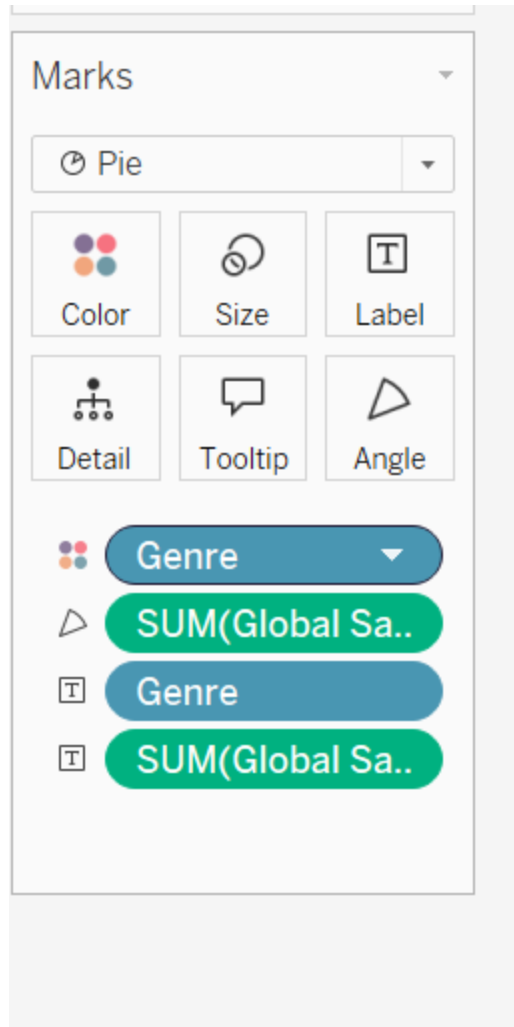 Marks
Pie
Color Size Label
Detail Tooltip Angle
Genre
SUM(Global Sa..
T Genre
T SUM(Global Sa..